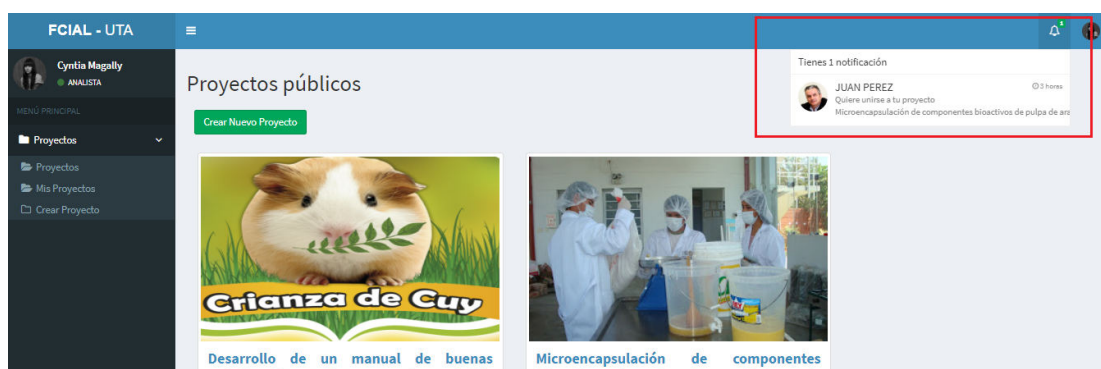 FCIAL - UTA
1
Cyntia Magally
ANALISTA
MENÚ PRINCIPAL
Proyectos
Proyectos
Mis Proyectos
Crear Proyecto
Proyectos públicos
Crear Nuevo Proyecto
Tienes 1 notificación
JUAN PEREZ
3 horas
Quiere unirse a tu proyecto
Microencapsulación de componentes bioactivos de pulpa de ara
Crianza de Cuy
Desarrollo de un manual de buenas
Microencapsulación de componentes